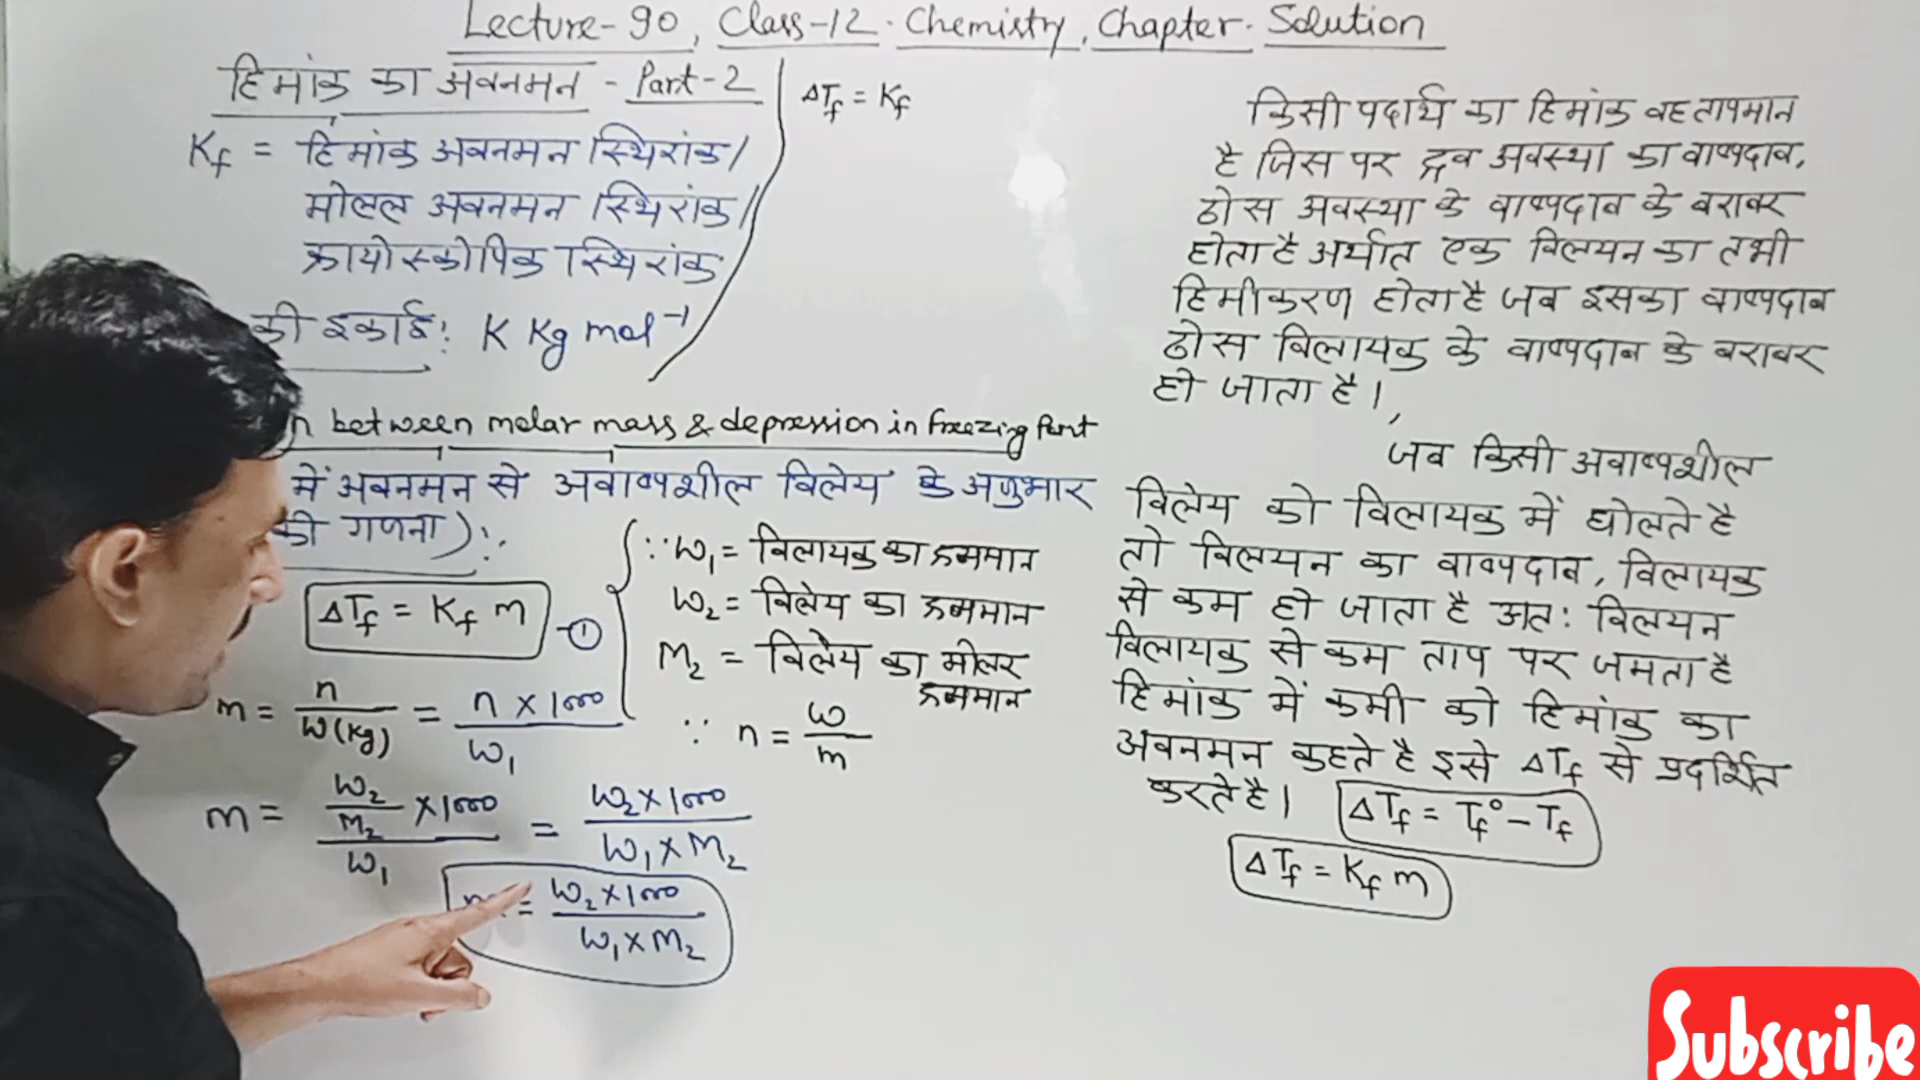 Lecture-90, Class-12. Chemistry, Chapter. Solution
हिमांक का अवनमन - Part-2
Kf = हिमांक अवनमन स्थिरांक/
मोलल अवनमन स्थिरांक/
क्रायोस्कोपिक स्थिरांक
की इकाई: K Kg mol⁻¹
ΔTf = Kf
between molar mass & depression in freezing Point
में अवनमन से अवाष्पशील विलेय के अणुभार
की गणना):.
ΔTf = Kf m -①
∵ W₁ = विलायक का द्रव्यमान
W₂ = विलेय का द्रव्यमान
M₂ = विलेय का मोलर
द्रव्यमान
∵ n = W/m
m = n/W(Kg) = n × 1000/W₁
m = W₂/M₂ × 1000/W₁ = W₂ × 1000/W₁ × M₂
= W₂ × 1000/W₁ × M₂
किसी पदार्थ का हिमांक वह तापमान
है जिस पर द्रव अवस्था का वाष्पदाव,
ठोस अवस्था के वाष्पदाव के बराबर
होता है अर्थात एक विलयन का तभी
हिमीकरण होता है जब इसका वाष्पदाव
ठोस विलायक के वाष्पदाव के बराबर
हो जाता है।
जब किसी अवाष्पशील
विलेय को विलायक में घोलते है
तो विलयन का वाष्पदाव, विलायक
से कम हो जाता है अत: विलयन
विलायक से कम ताप पर जमता है
हिमांक में कमी को हिमांक का
अवनमन कहते है इसे ΔTf से प्रदर्शित
करते है। ΔTf = Tf° - Tf
ΔTf = Kf m
Subscribe